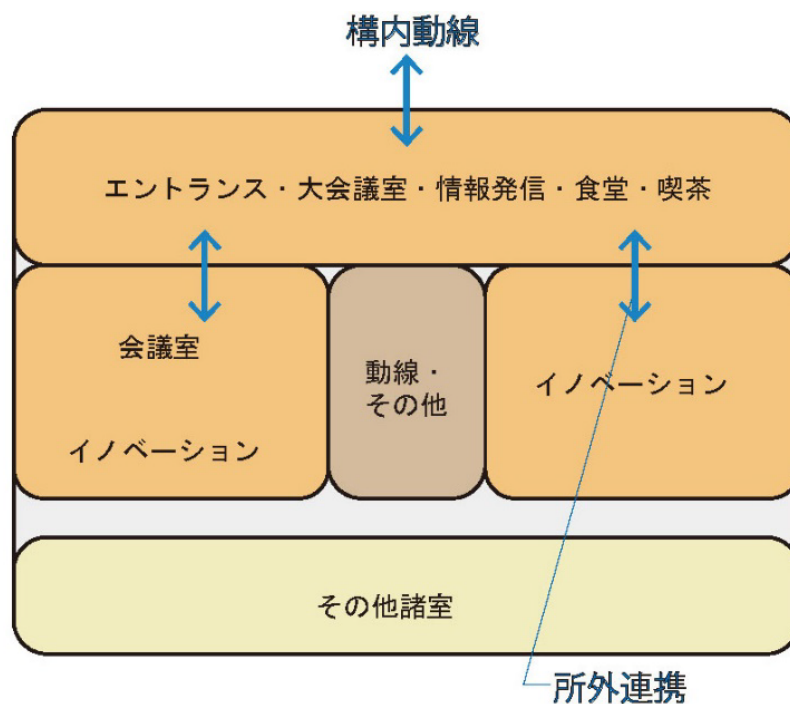 構内動線
エントランス・大会議室・情報発信・食堂・喫茶
会議室
イノベーション
動線・
その他
イノベーション
その他諸室
所外連携